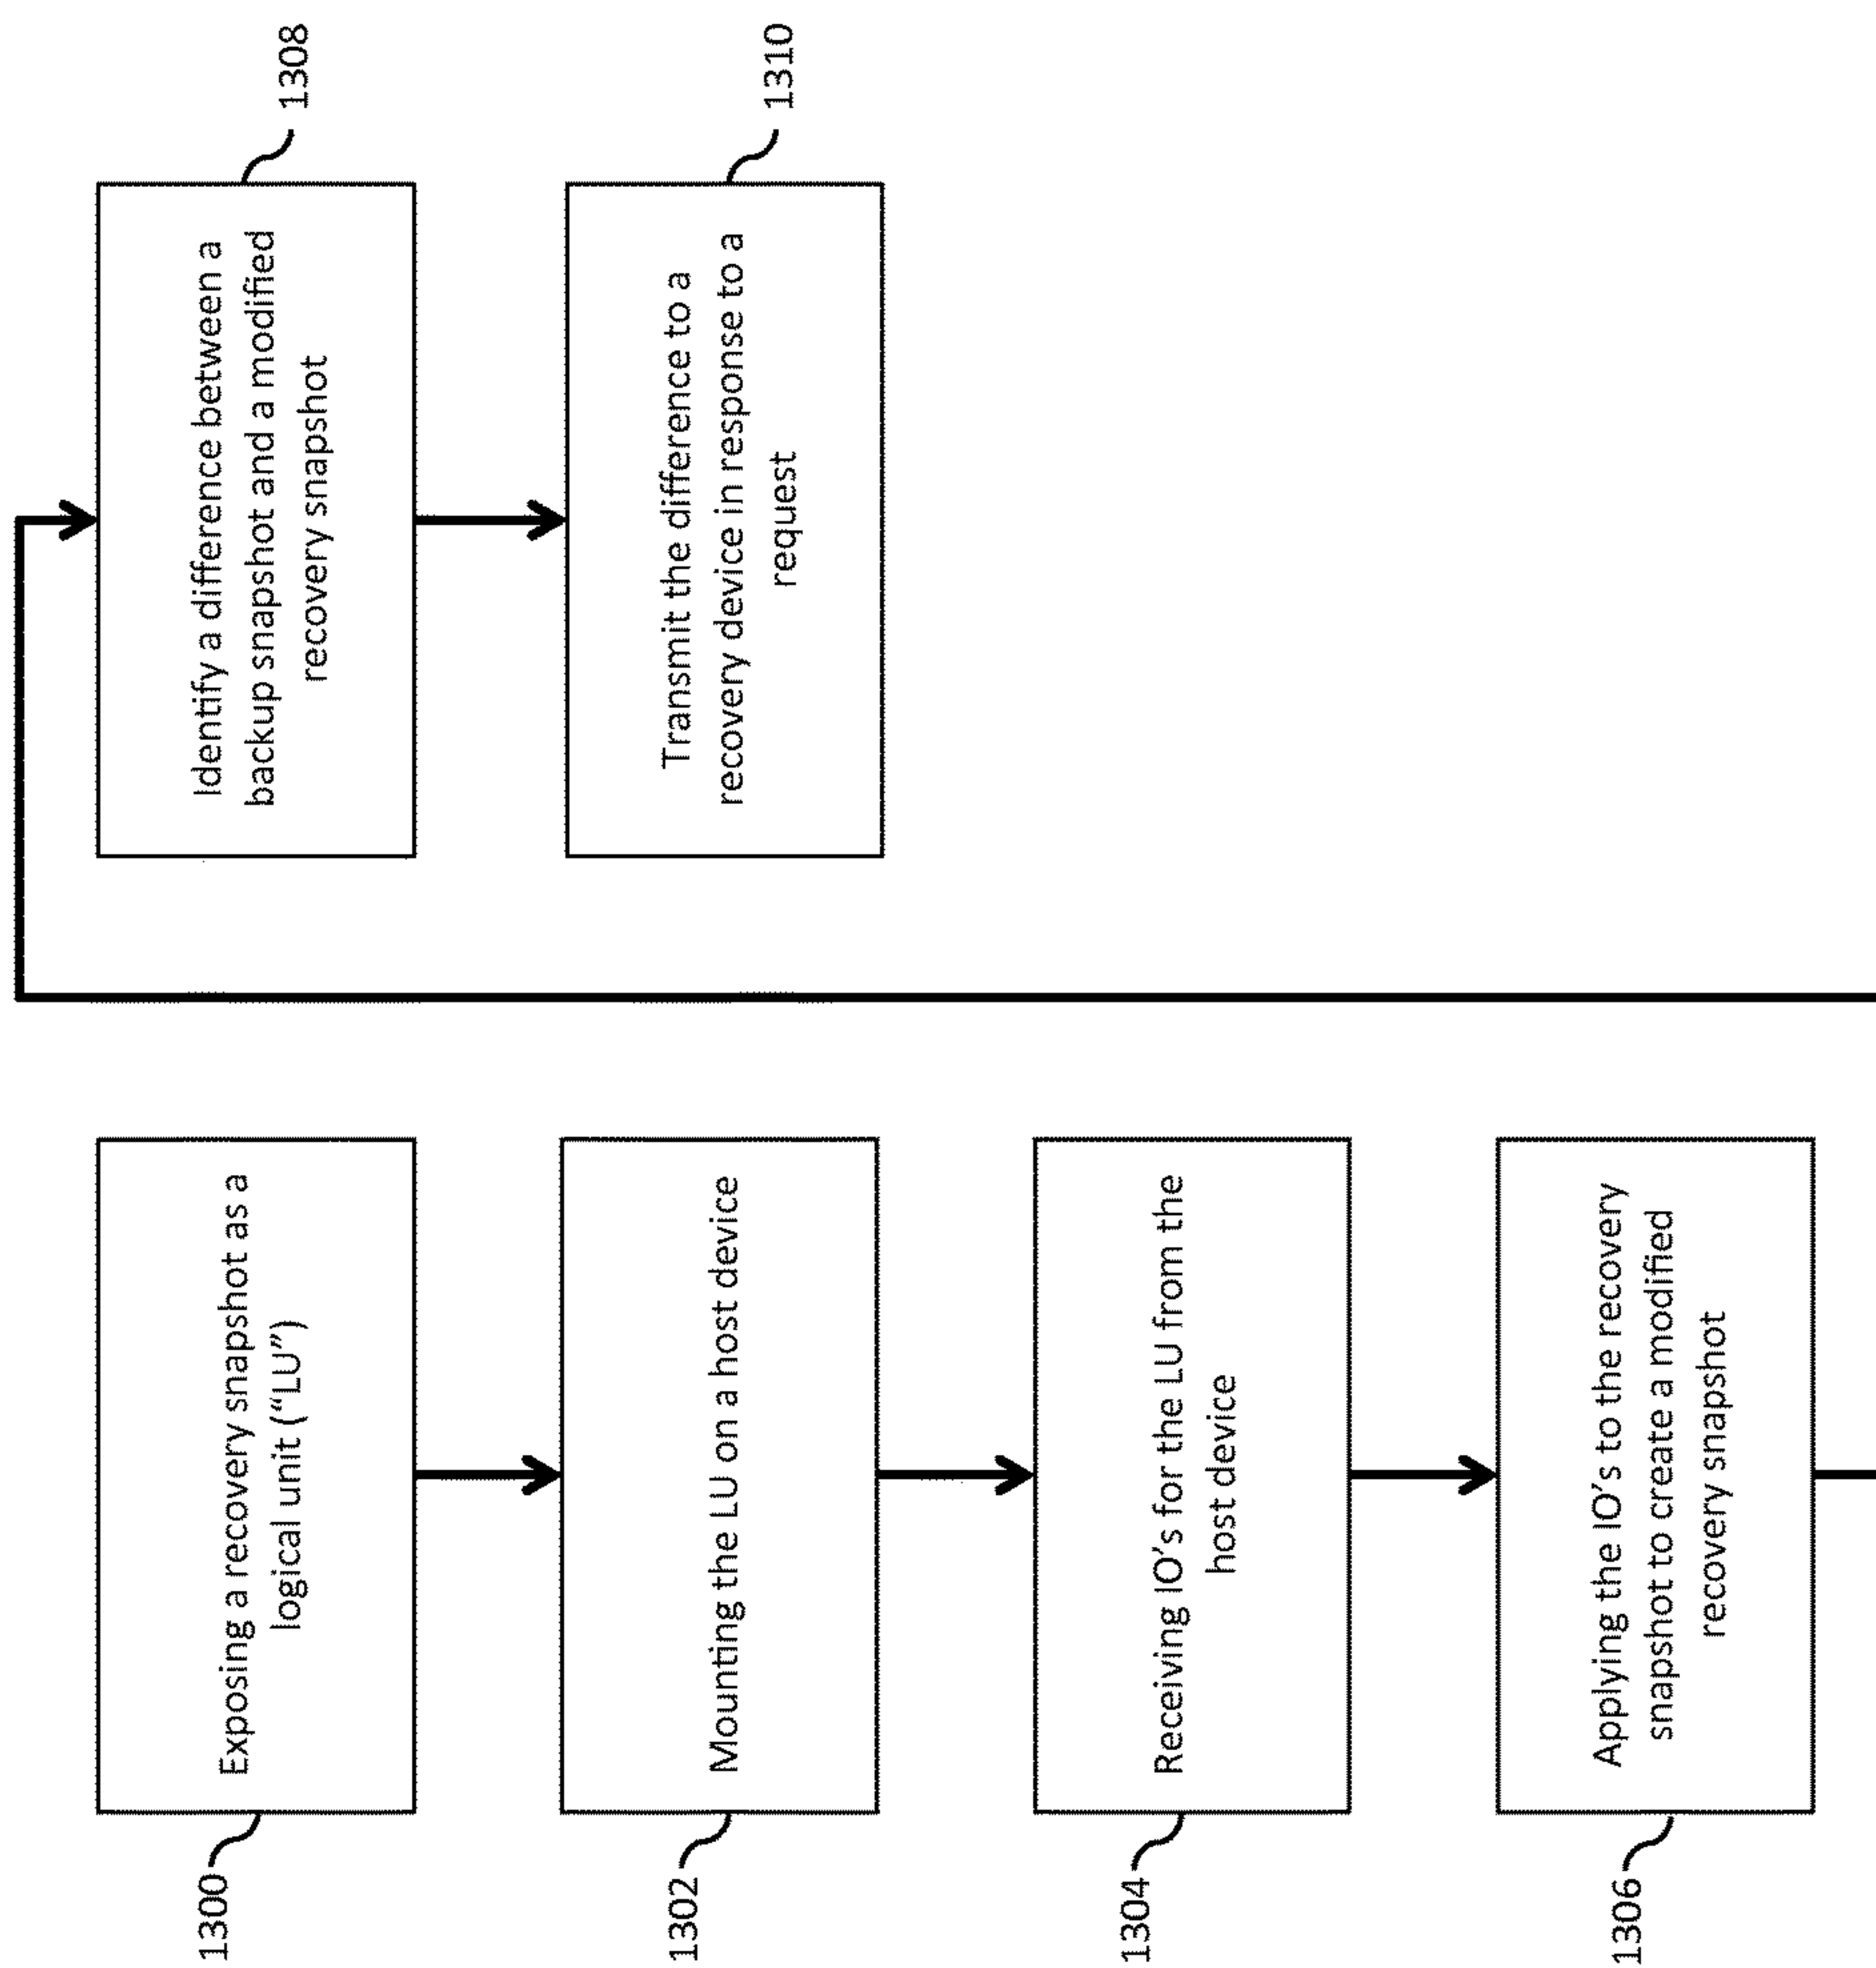 1300
Exposing a recovery snapshot as a
logical unit (“LU”)
1302
Mounting the LU on a host device
1304
Receiving IO’s for the LU from the
host device
1306
Applying the IO’s to the recovery
snapshot to create a modified
recovery snapshot
1308
Identify a difference between a
backup snapshot and a modified
recovery snapshot
1310
Transmit the difference to a
recovery device in response to a
request